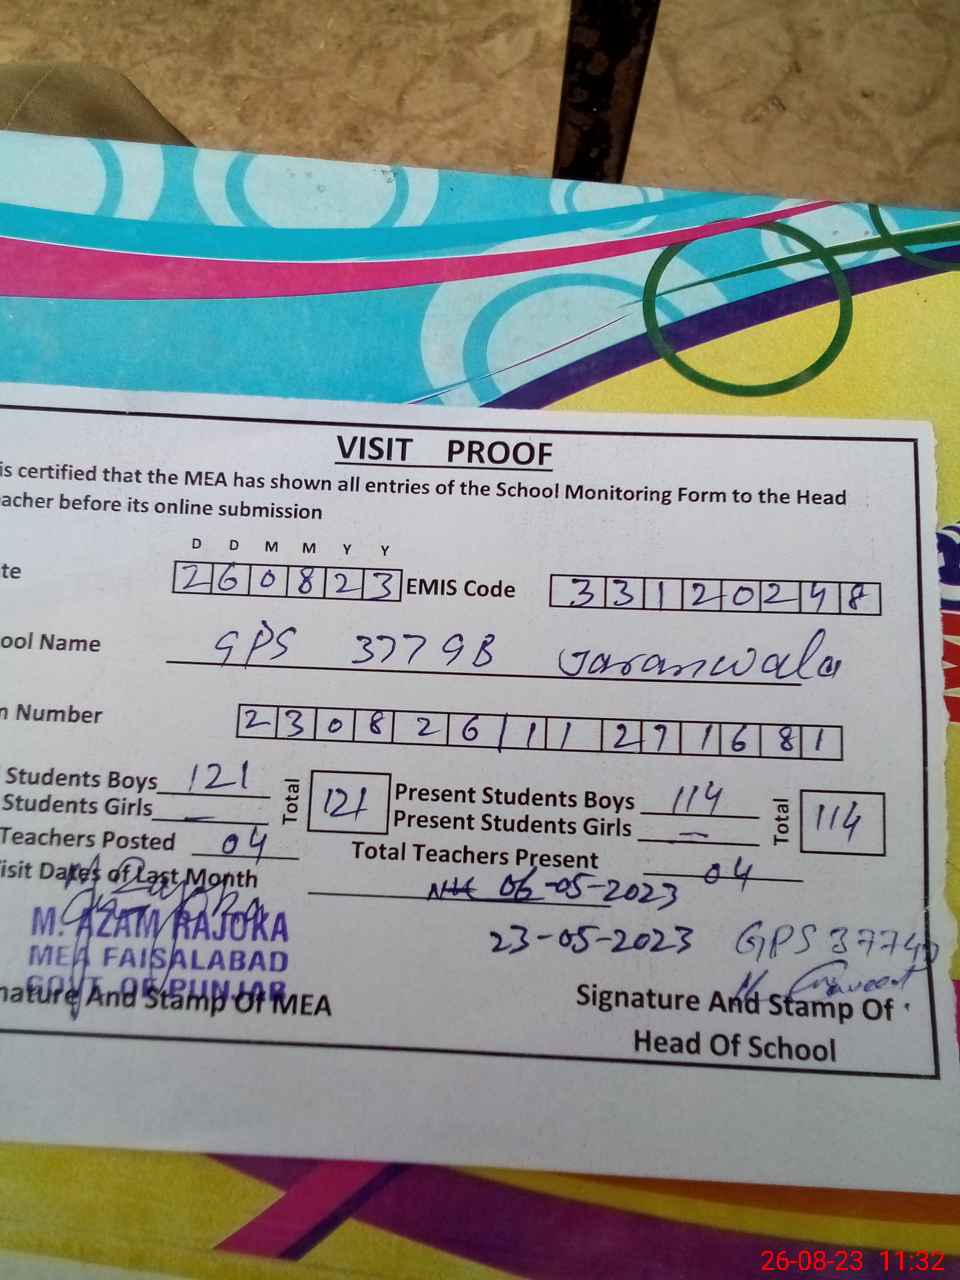 VISIT PROOF
is certified that the MEA has shown all entries of the School Monitoring Form to the Head
acher before its online submission
D D M M Y Y
te 260823 EMIS Code 33120248
ool Name GPS 377 GB Jaranwala
n Number 23082611271681
Students Boys 121 Total 121 Present Students Boys 114 Total 114
Students Girls — Present Students Girls —
Teachers Posted 04 Total Teachers Present 04
isit Dates of Last Month 06-05-2023
23-05-2023 GPS 377
M. AZAM RAJOKA
MEA FAISALABAD
GOVT. OF PUNJAB
nature And Stamp Of MEA Signature And Stamp Of
Head Of School
26-08-23 11:32